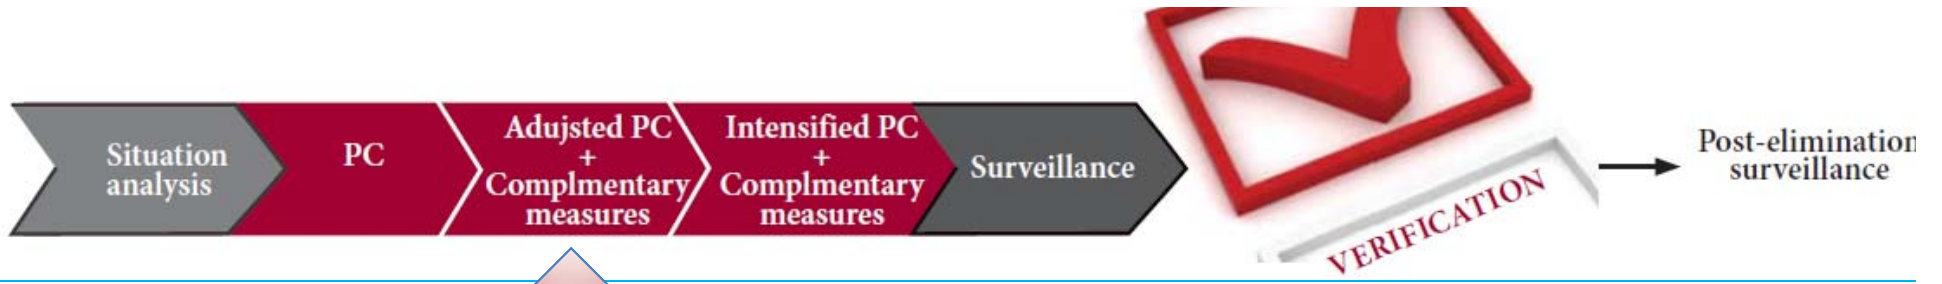 Situation
analysis
PC
Adujsted PC
+
Complmentary
measures
Intensified PC
+
Complmentary
measures
Surveillance
VERIFICATION
Post-elimination
surveillance